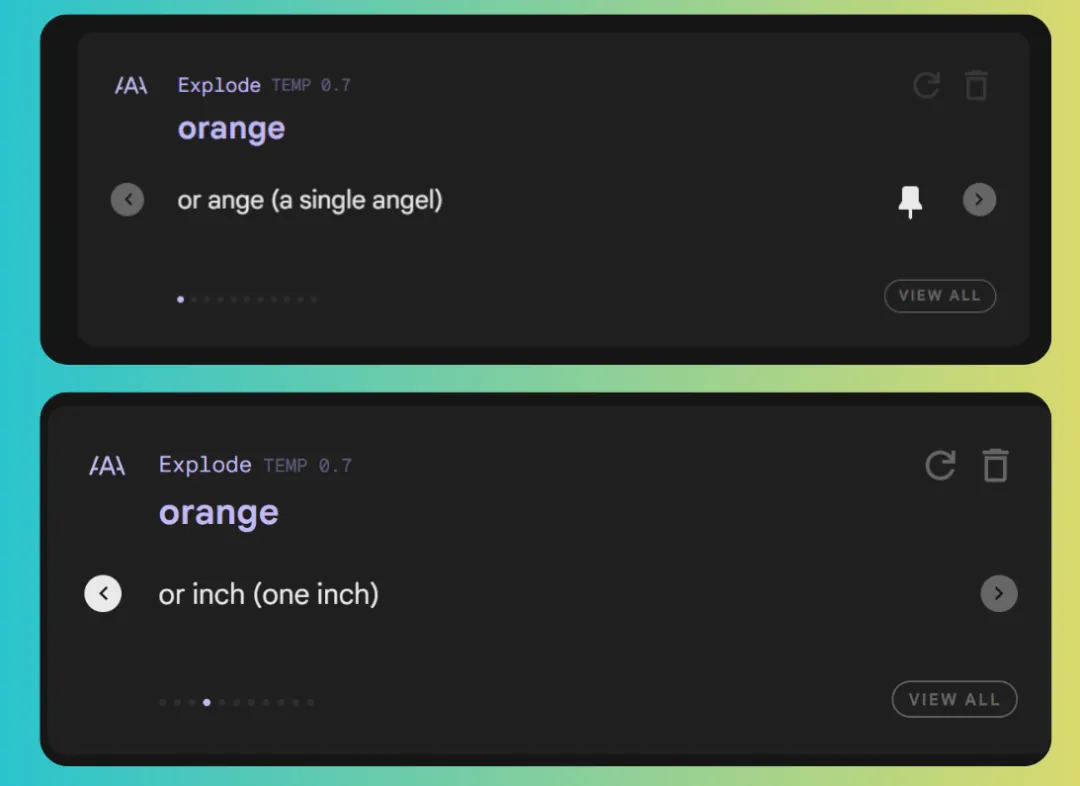 Explode TEMP 0.7
orange
or ange (a single angel)
VIEW ALL
Explode TEMP 0.7
orange
or inch (one inch)
VIEW ALL